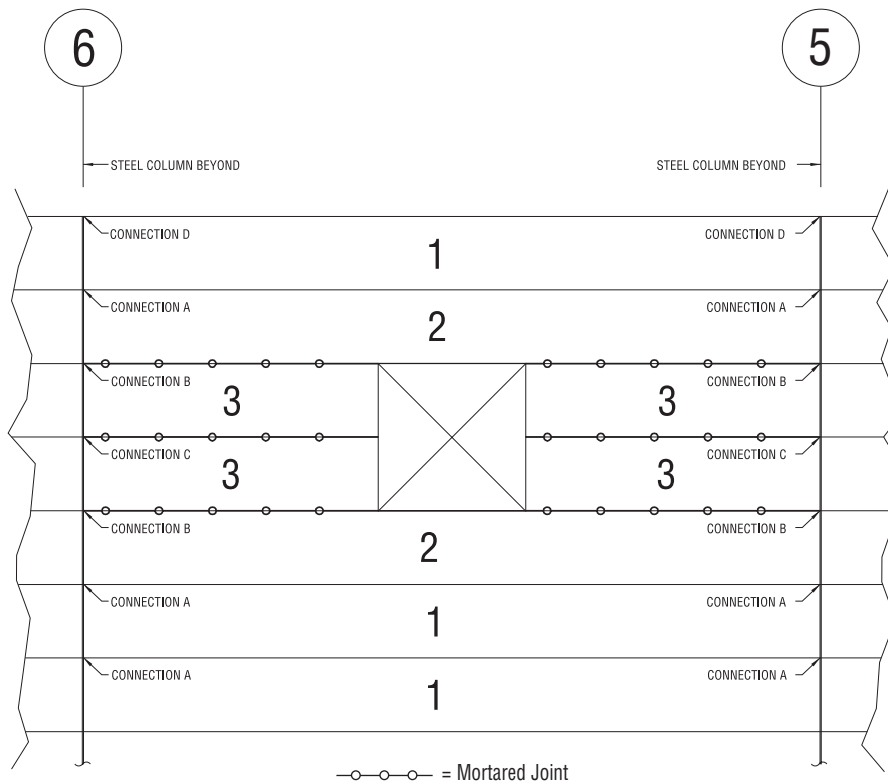 6 5
STEEL COLUMN BEYOND STEEL COLUMN BEYOND
CONNECTION D CONNECTION D
1
CONNECTION A CONNECTION A
2
CONNECTION B CONNECTION B
3 3
CONNECTION C CONNECTION C
3 3
CONNECTION B CONNECTION B
2
CONNECTION A CONNECTION A
1
CONNECTION A CONNECTION A
1
= Mortared Joint